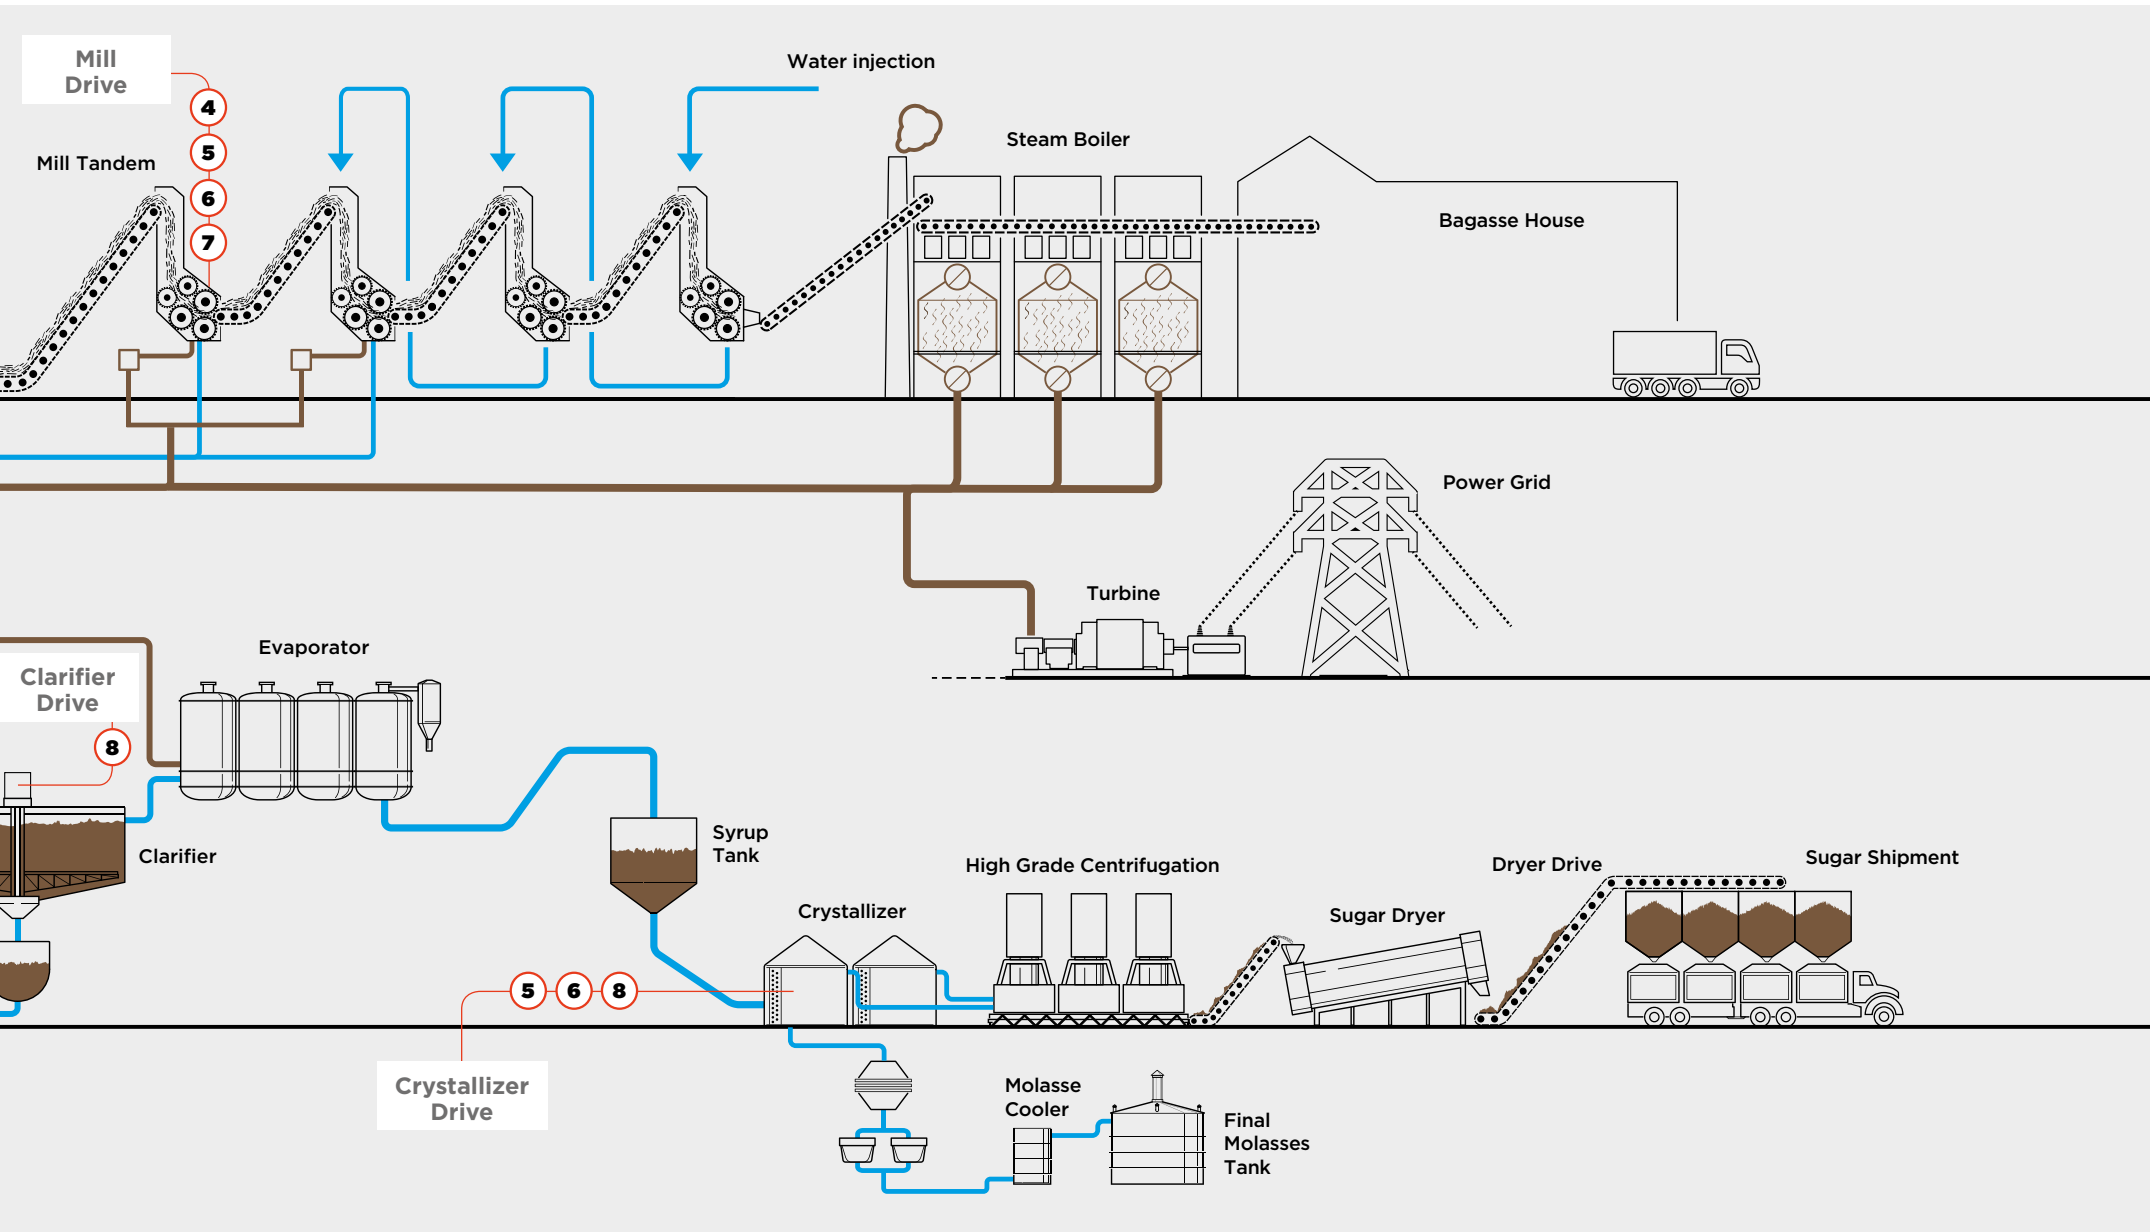 Mill
Drive
Water injection
4
Steam Boiler
5
Mill Tandem
6
Bagasse House
7
Power Grid
Turbine
Evaporator
Clarifier
Drive
8
Syrup
Tank
Clarifier
High Grade Centrifugation
Dryer Drive
Sugar Shipment
Crystallizer
Sugar Dryer
5 6 8
Crystallizer
Drive
Molasse
Cooler
Final
Molasses
Tank